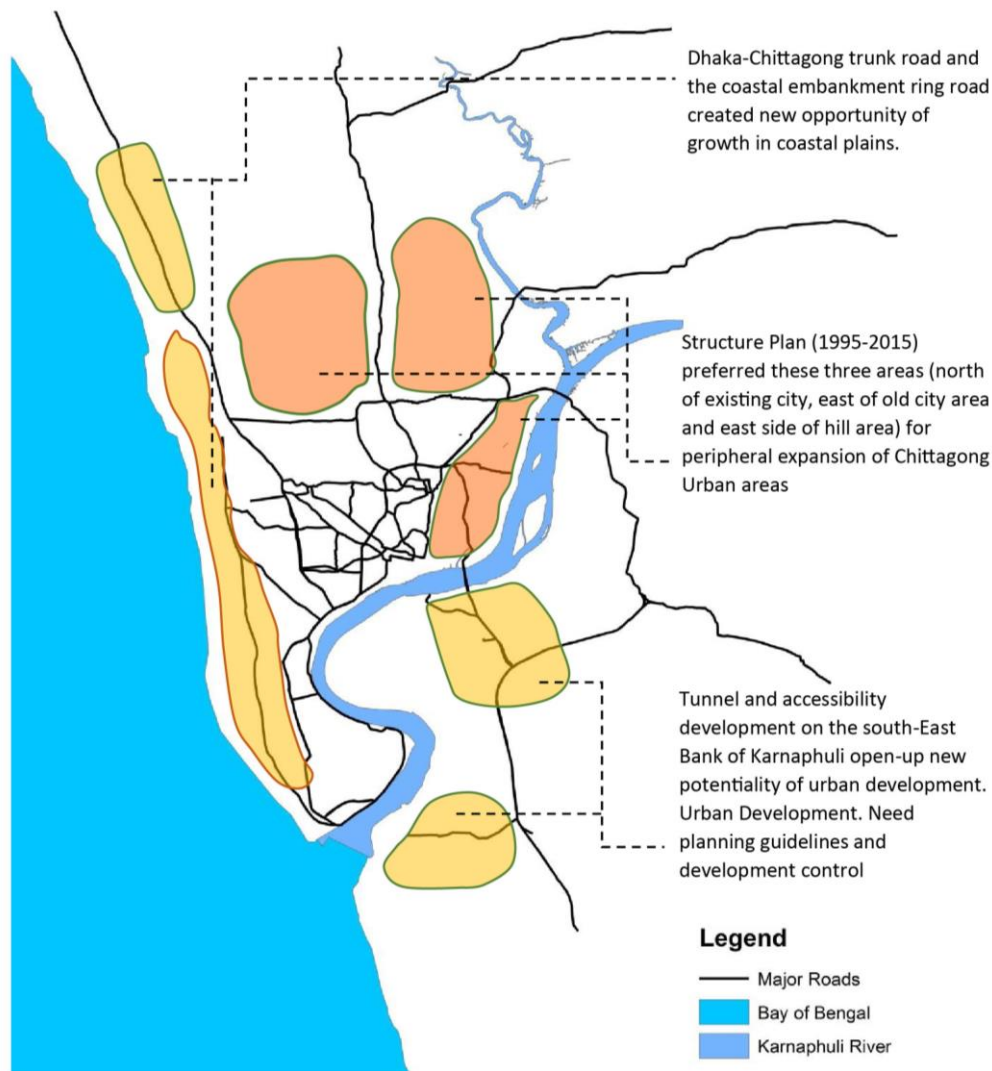 Dhaka-Chittagong trunk road and
the coastal embankment ring road
created new opportunity of
growth in coastal plains.
Structure Plan (1995-2015)
preferred these three areas (north
of existing city, east of old city area
and east side of hill area) for
peripheral expansion of Chittagong
Urban areas
Tunnel and accessibility
development on the south-East
Bank of Karnaphuli open-up new
potentiality of urban development.
Urban Development. Need
planning guidelines and
development control
Legend
Major Roads
Bay of Bengal
Karnaphuli River